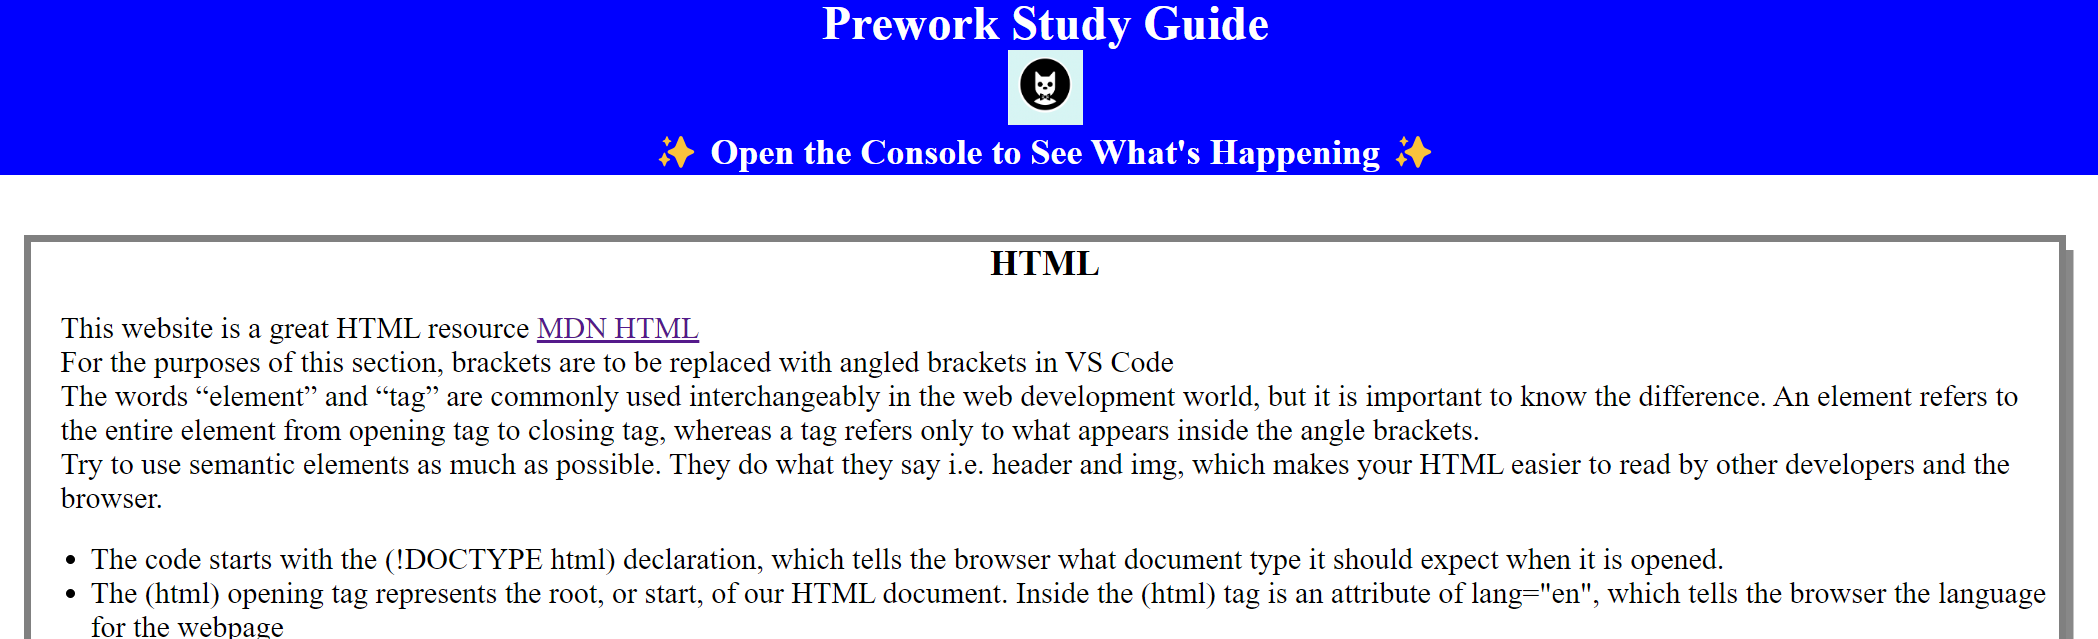 Prework Study Guide
✨ Open the Console to See What's Happening ✨
HTML
This website is a great HTML resource MDN HTML
For the purposes of this section, brackets are to be replaced with angled brackets in VS Code
The words “element” and “tag” are commonly used interchangeably in the web development world, but it is important to know the difference. An element refers to
the entire element from opening tag to closing tag, whereas a tag refers only to what appears inside the angle brackets.
Try to use semantic elements as much as possible. They do what they say i.e. header and img, which makes your HTML easier to read by other developers and the
browser.
• The code starts with the (!DOCTYPE html) declaration, which tells the browser what document type it should expect when it is opened.
• The (html) opening tag represents the root, or start, of our HTML document. Inside the (html) tag is an attribute of lang="en", which tells the browser the language
for the webpage